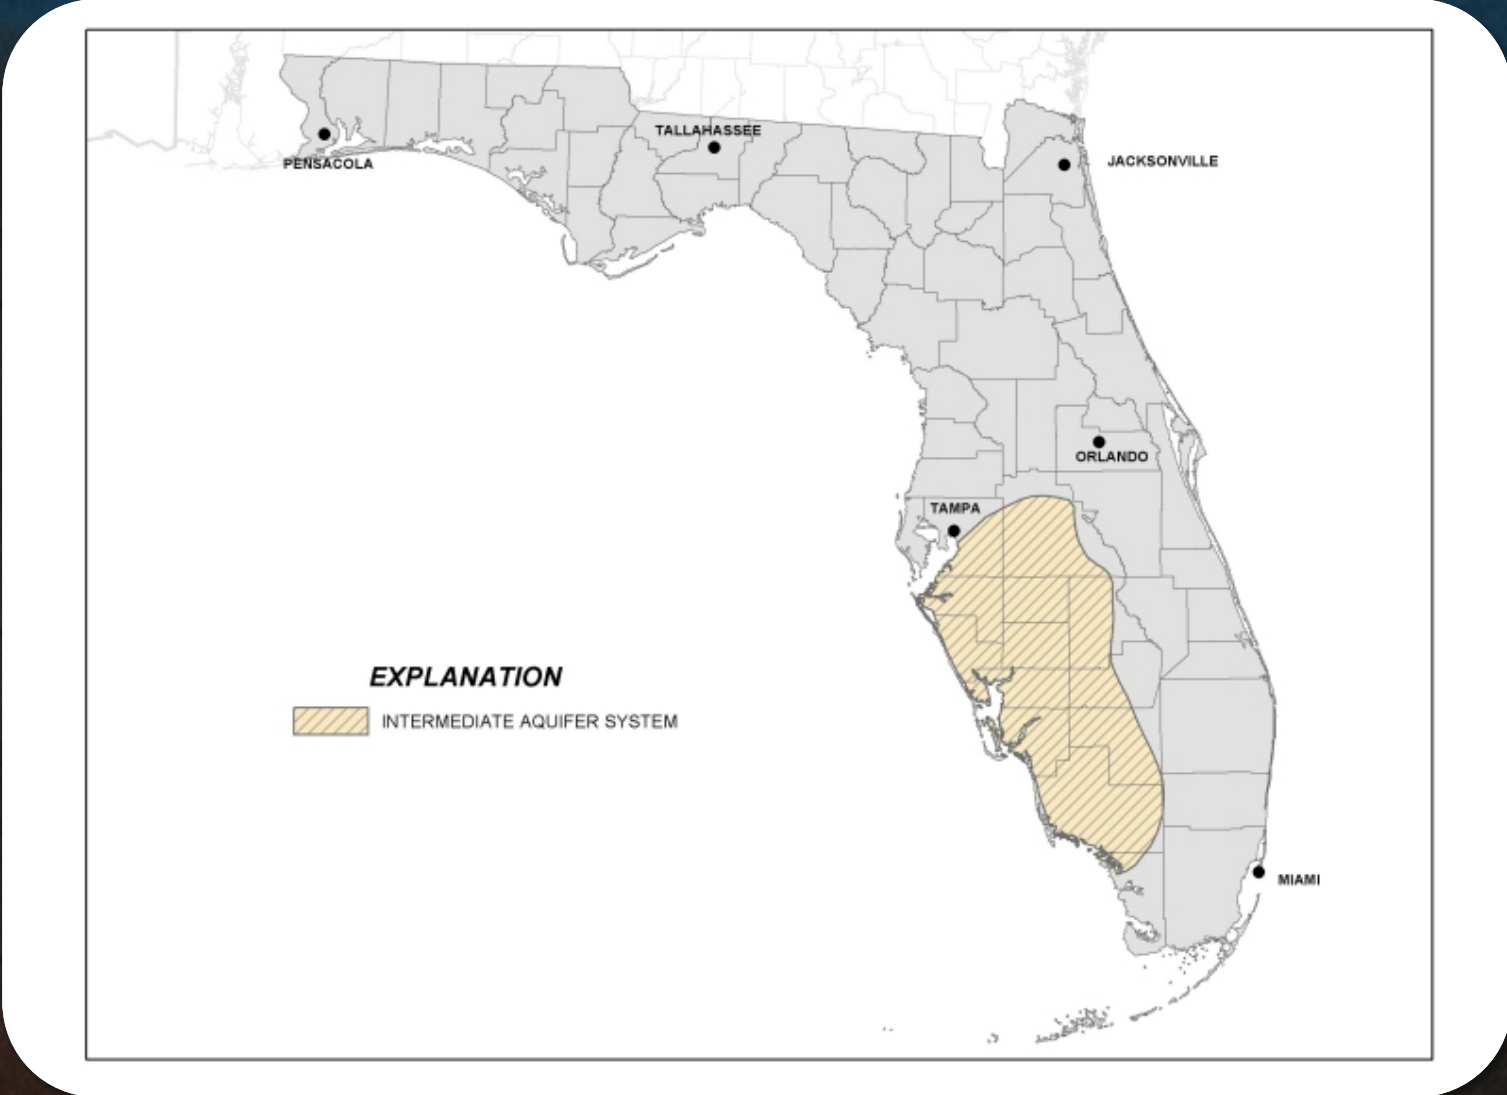 TALLAHASSEE
PENSACOLA
JACKSONVILLE
ORLANDO
TAMPA
EXPLANATION
INTERMEDIATE AQUIFER SYSTEM
MIAMI